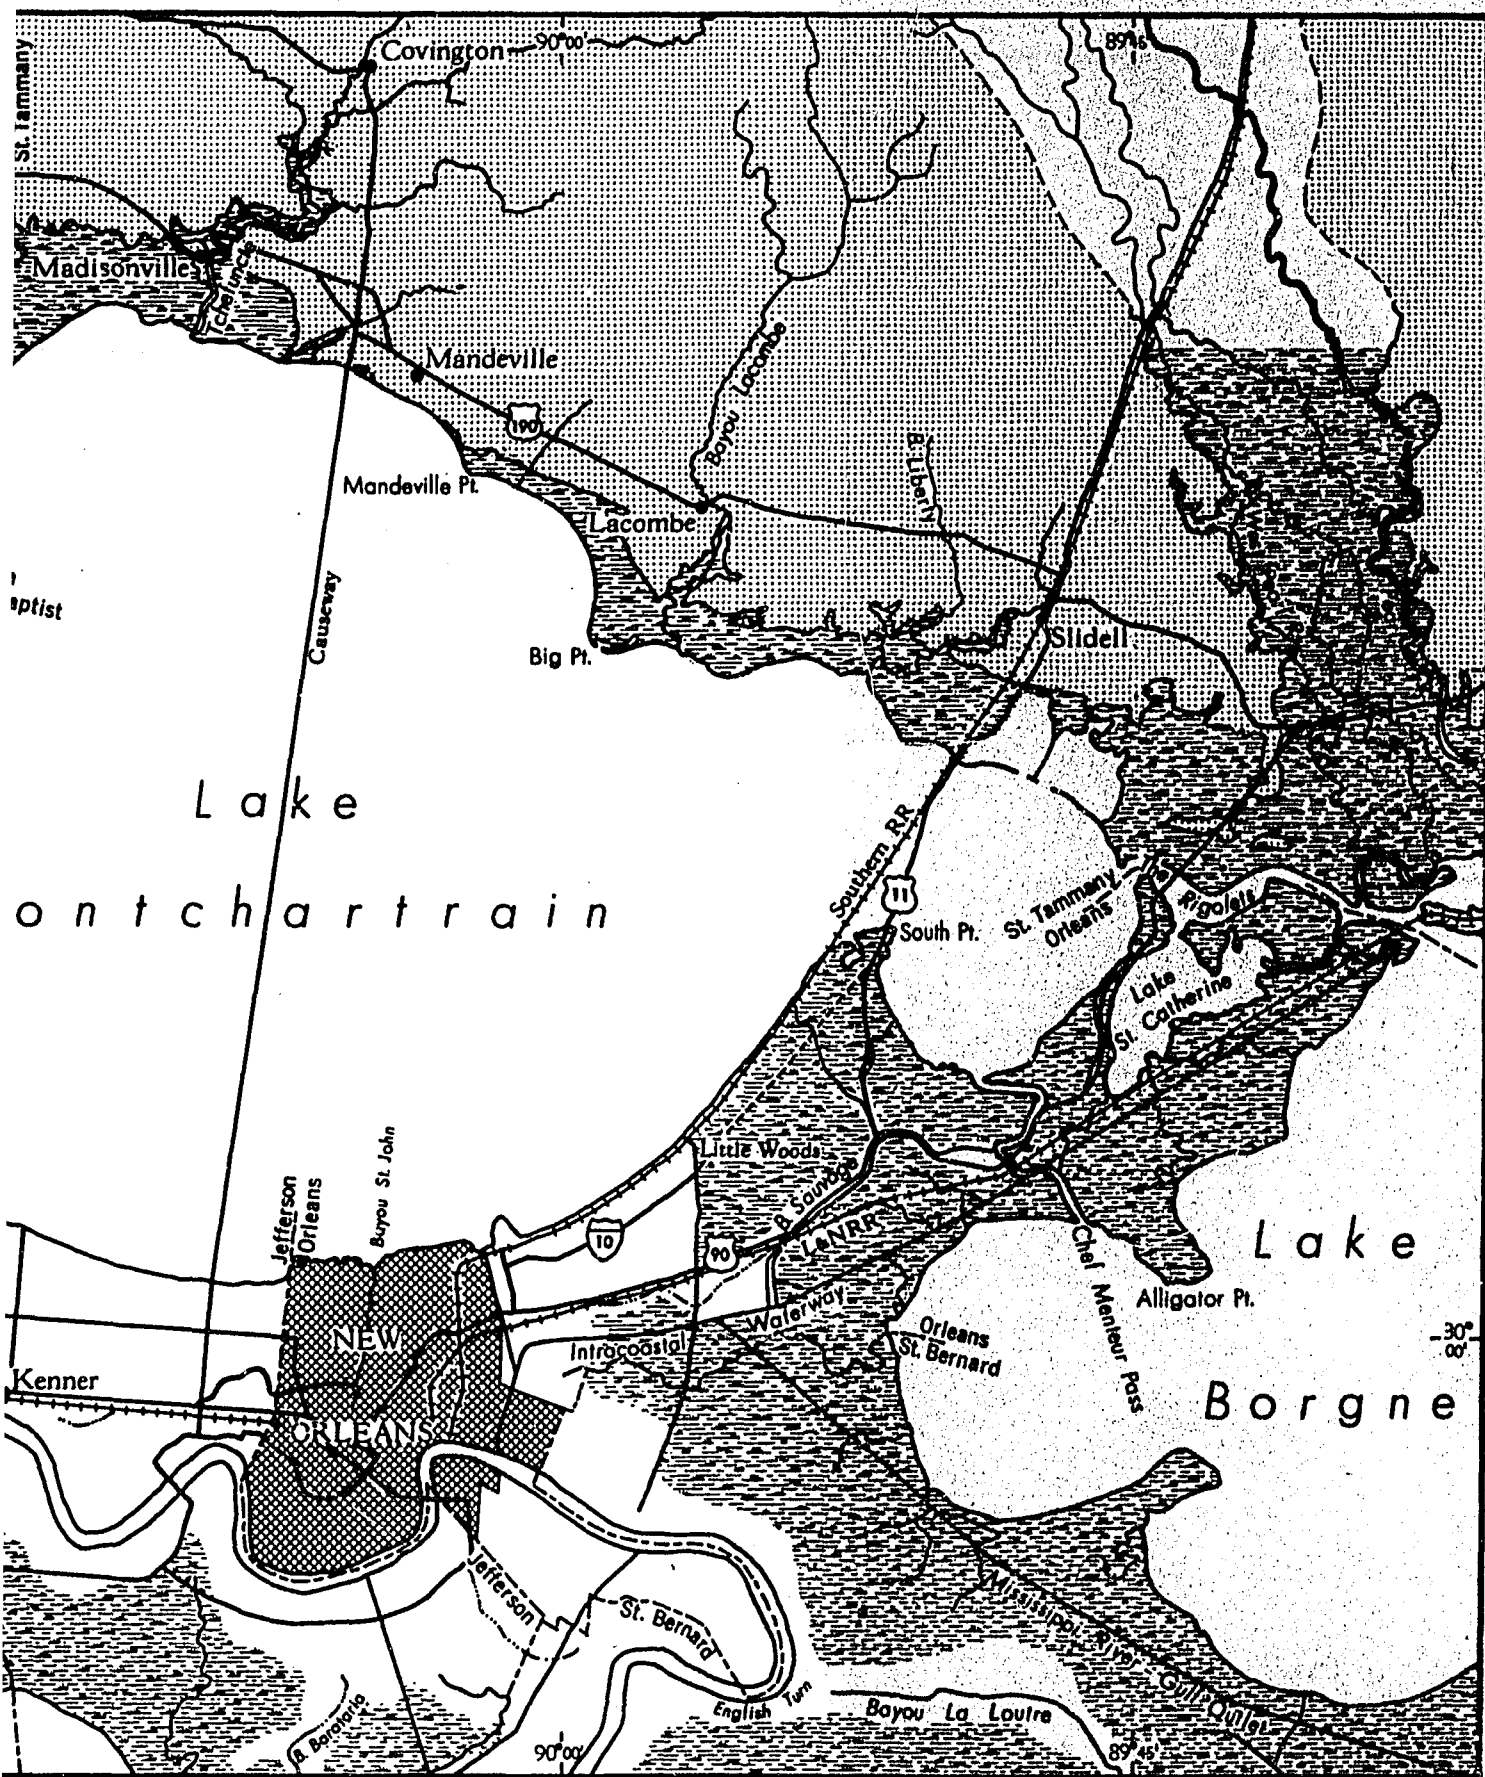 Covington
90°00'
89°45'
St. Tammany
Madisonville
Tchefuncte
Mandeville
Bayou Lacombe
190
B. Liberty
Mandeville Pt.
Lacombe
Causeway
aptist
Slidell
Big Pt.
Lake
Southern RR
11
ontchartrain
South Pt.
St. Tammany
Orleans
Rigolets
Lake
St. Catherine
Little Woods
Bayou St. John
Jefferson
Orleans
B. Sauvage
10
90
L&NRR
Lake
Chef Menteur Pass
Alligator Pt.
Waterway
Intracoastal
NEW
Orleans
St. Bernard
30°
00'
Kenner
Borgne
ORLEANS
Jefferson
St. Bernard
Mississippi River-Gulf Outlet
English Turn
Bayou La Loutre
B. Barataria
90°00'
89°45'